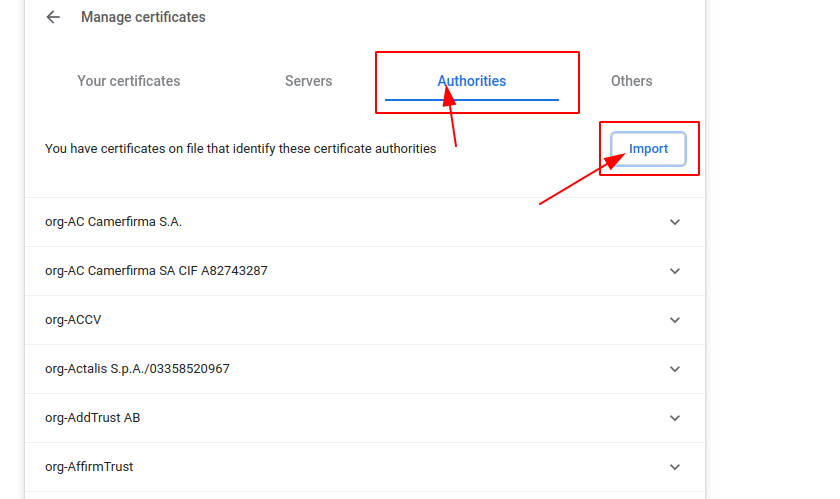 Manage certificates
Your certificates Servers Authorities Others
You have certificates on file that identify these certificate authorities Import
org-AC Camerfirma S.A.
org-AC Camerfirma SA CIF A82743287
org-ACCV
org-Actalis S.p.A./03358520967
org-AddTrust AB
org-AffirmTrust